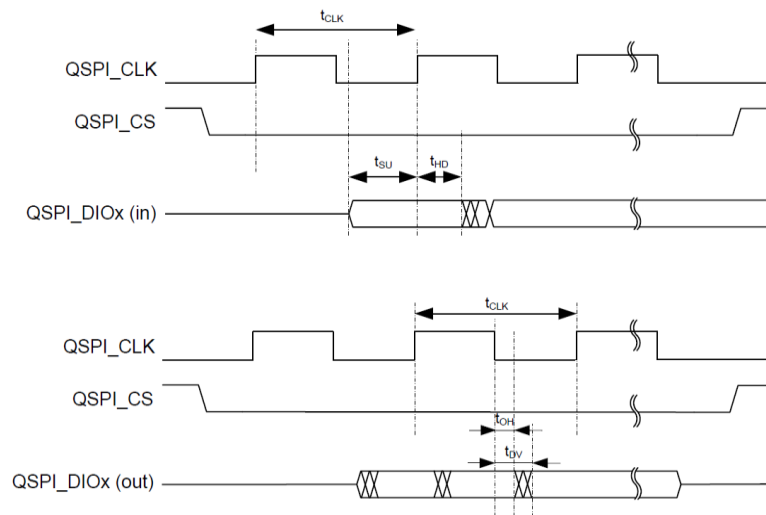 tCLK
QSPI_CLK
QSPI_CS
tSU tHD
QSPI_DIOx (in)
tCLK
QSPI_CLK
QSPI_CS
tOH
tDV
QSPI_DIOx (out)